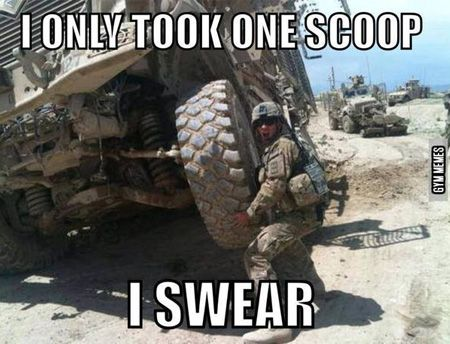 I ONLY TOOK ONE SCOOP
GYM MEMES
I SWEAR